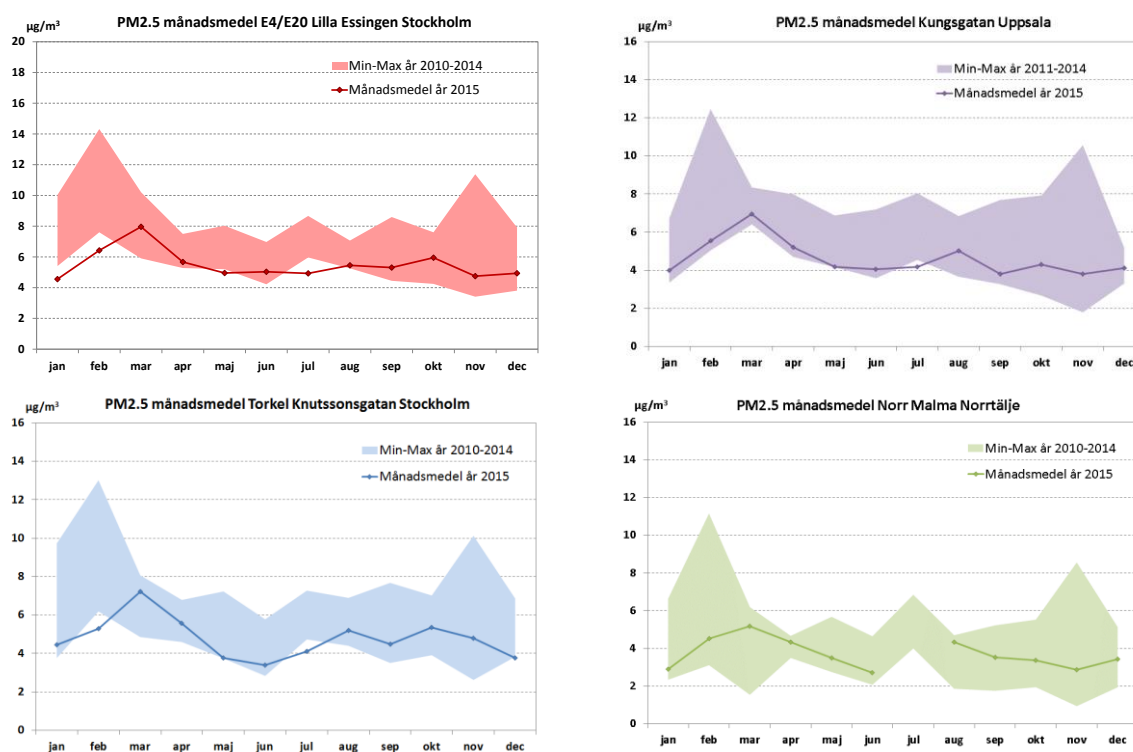 PM2.5 månadsmedel E4/E20 Lilla Essingen Stockholm
µg/m³
20
18
16
14
12
10
8
6
4
2
0
Min-Max år 2010-2014
Månadsmedel år 2015
jan feb mar apr maj jun jul aug sep okt nov dec
PM2.5 månadsmedel Kungsgatan Uppsala
µg/m³
16
14
12
10
8
6
4
2
0
Min-Max år 2011-2014
Månadsmedel år 2015
jan feb mar apr maj jun jul aug sep okt nov dec
PM2.5 månadsmedel Torkel Knutssonsgatan Stockholm
µg/m³
16
14
12
10
8
6
4
2
0
Min-Max år 2010-2014
Månadsmedel år 2015
jan feb mar apr maj jun jul aug sep okt nov dec
PM2.5 månadsmedel Norr Malma Norrtälje
µg/m³
16
14
12
10
8
6
4
2
0
Min-Max år 2010-2014
Månadsmedel år 2015
jan feb mar apr maj jun jul aug sep okt nov dec